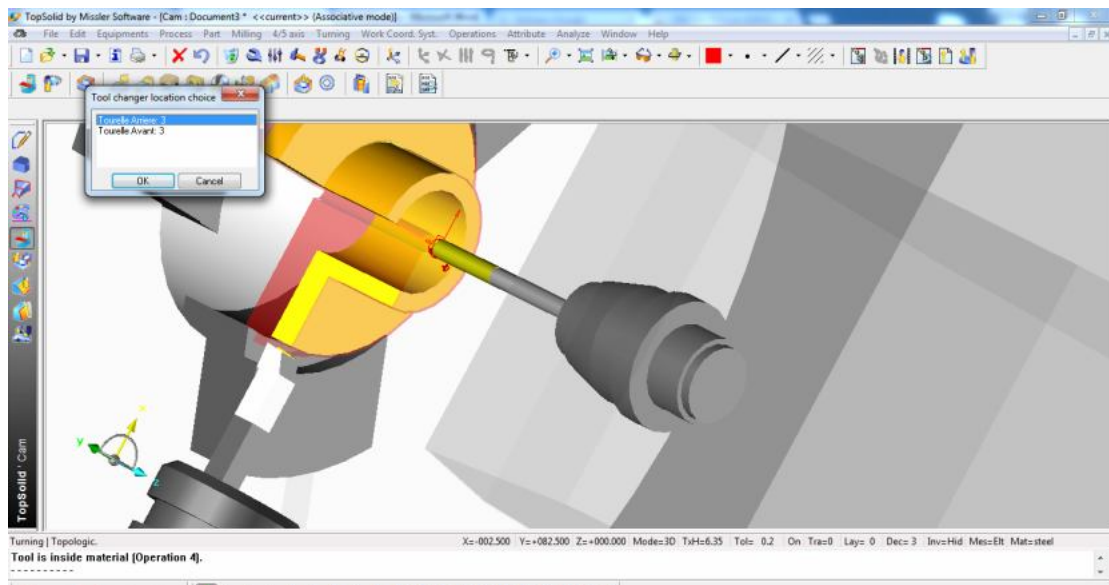 TopSolid by Missler Software - [Cam : Document3 * <<current>> (Associative mode)]
File Edit Equipments Process Part Milling 4/5 axis Turning Work Coord. Syst. Operations Attribute Analyze Window Help
Tool changer location choice
Tourelle Arriere: 3
Tourelle Avant: 3
OK Cancel
x
y
z
TopSolid'Cam
Turning | Topologic. X=-002.500 Y=+082.500 Z=+000.000 Mode=3D TxH=6.35 Tol= 0.2 On Tra=0 Lay= 0 Dec= 3 Inv=Hid Mes=Elt Mat=steel
Tool is inside material (Operation 4).
----------